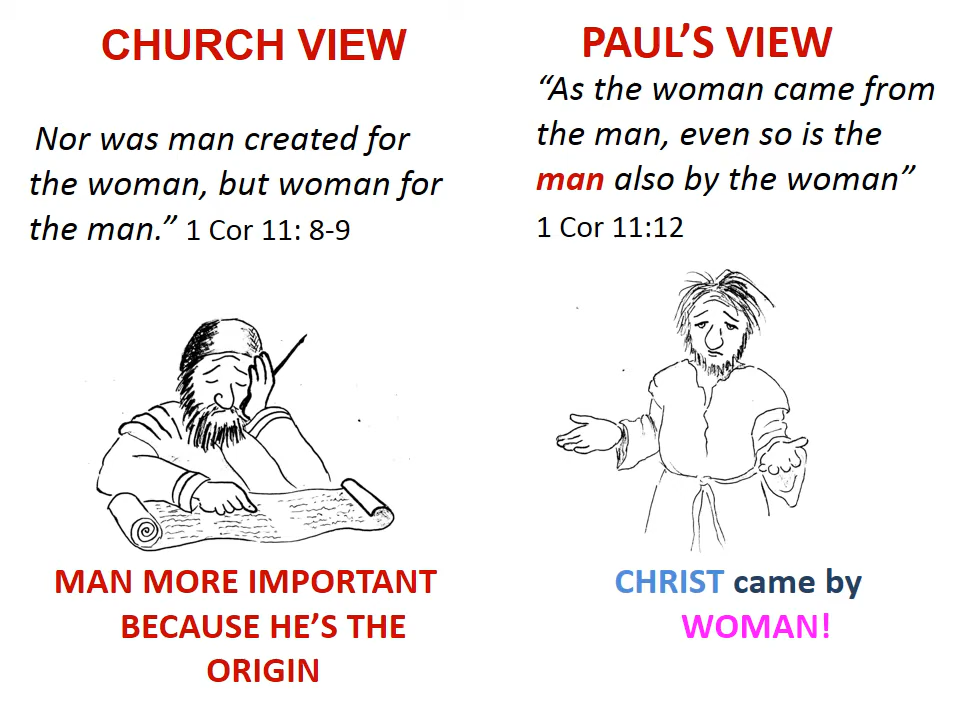 CHURCH VIEW
Nor was man created for
the woman, but woman for
the man.” 1 Cor 11: 8-9
MAN MORE IMPORTANT
BECAUSE HE’S THE
ORIGIN
PAUL’S VIEW
“As the woman came from
the man, even so is the
man also by the woman”
1 Cor 11:12
CHRIST came by
WOMAN!